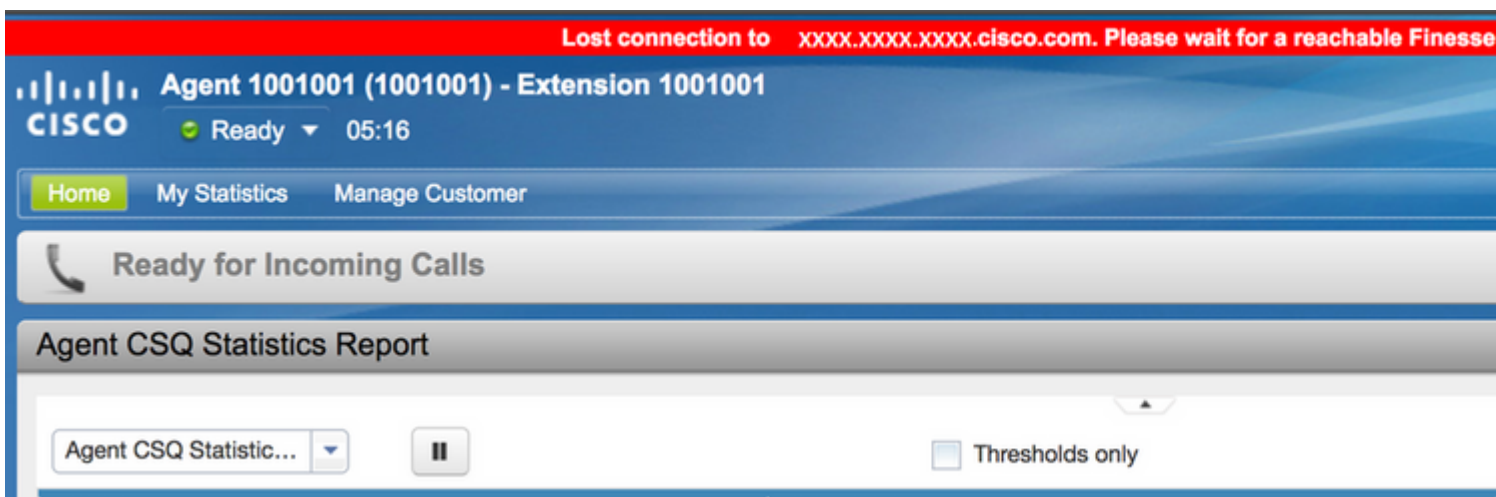 Lost connection to xxxx.xxxx.xxxx.cisco.com. Please wait for a reachable Finesse
Agent 1001001 (1001001) - Extension 1001001
CISCO
Ready 05:16
Home My Statistics Manage Customer
Ready for Incoming Calls
Agent CSQ Statistics Report
Agent CSQ Statistic... Thresholds only